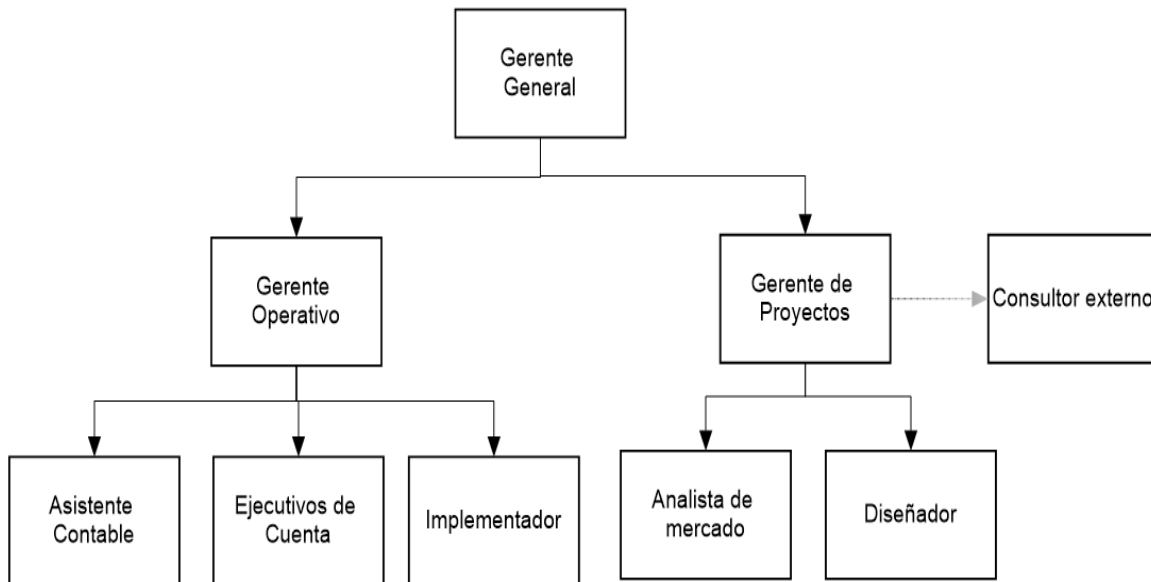 Gerente
General
Gerente
Operativo
Gerente de
Proyectos
Consultor externo
Asistente
Contable
Ejecutivos de
Cuenta
Implementador
Analista de
mercado
Diseñador